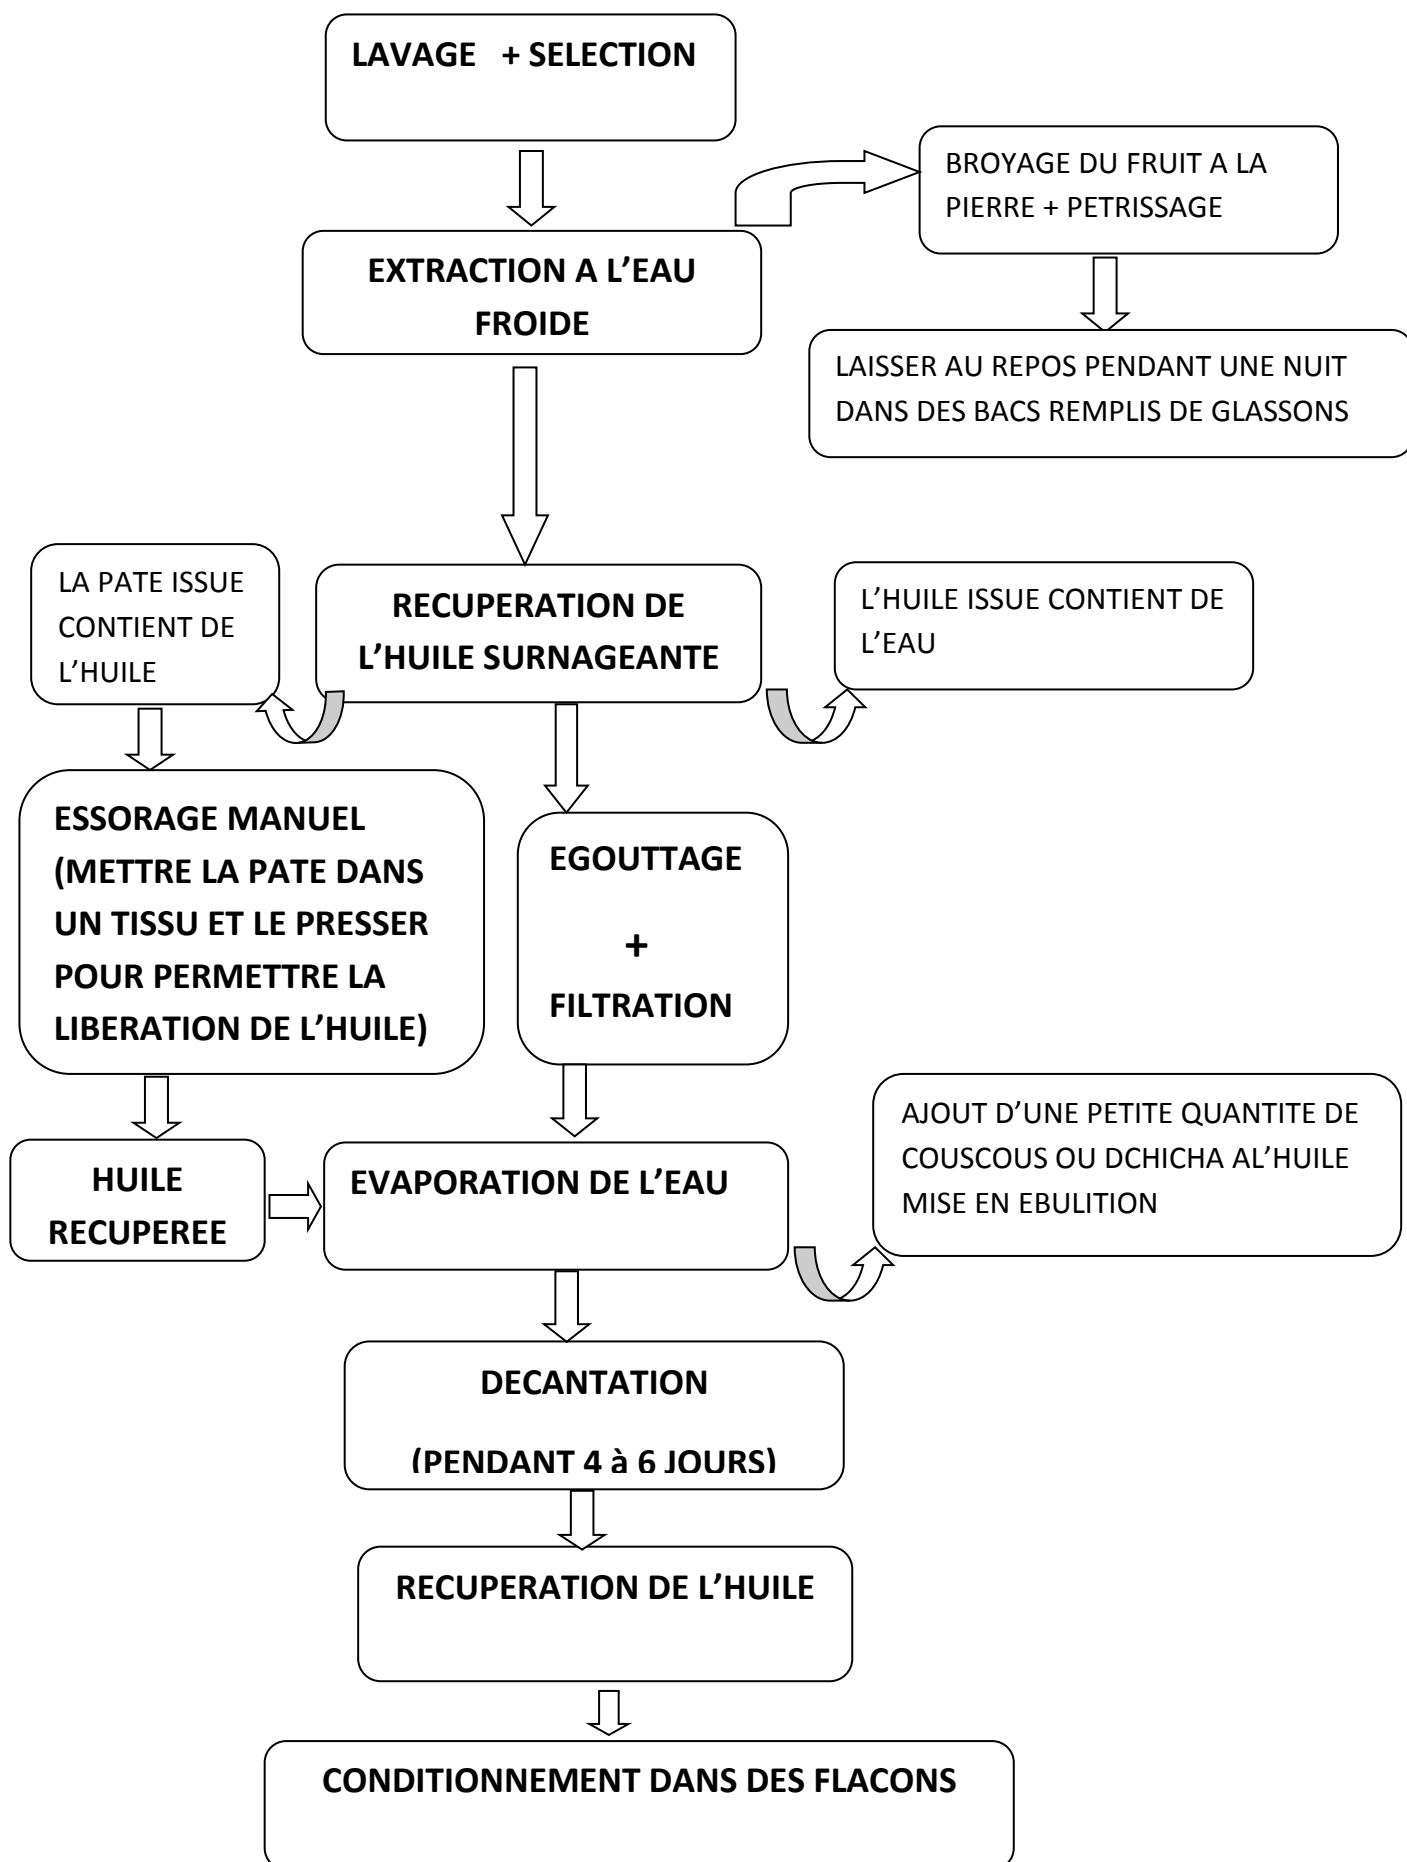 LAVAGE + SELECTION
BROYAGE DU FRUIT A LA
PIERRE + PETRISSAGE
EXTRACTION A L’EAU
FROIDE
LAISSER AU REPOS PENDANT UNE NUIT
DANS DES BACS REMPLIS DE GLASSONS
LA PATE ISSUE
CONTIENT DE
L’HUILE
RECUPERATION DE
L’HUILE SURNAGEANTE
L’HUILE ISSUE CONTIENT DE
L’EAU
ESSORAGE MANUEL
(METTRE LA PATE DANS
UN TISSU ET LE PRESSER
POUR PERMETTRE LA
LIBERATION DE L’HUILE)
EGOUTTAGE
+
FILTRATION
AJOUT D’UNE PETITE QUANTITE DE
COUSCOUS OU DCHICHA AL’HUILE
MISE EN EBULITION
HUILE
RECUPEREE
EVAPORATION DE L’EAU
DECANTATION
(PENDANT 4 à 6 JOURS)
RECUPERATION DE L’HUILE
CONDITIONNEMENT DANS DES FLACONS